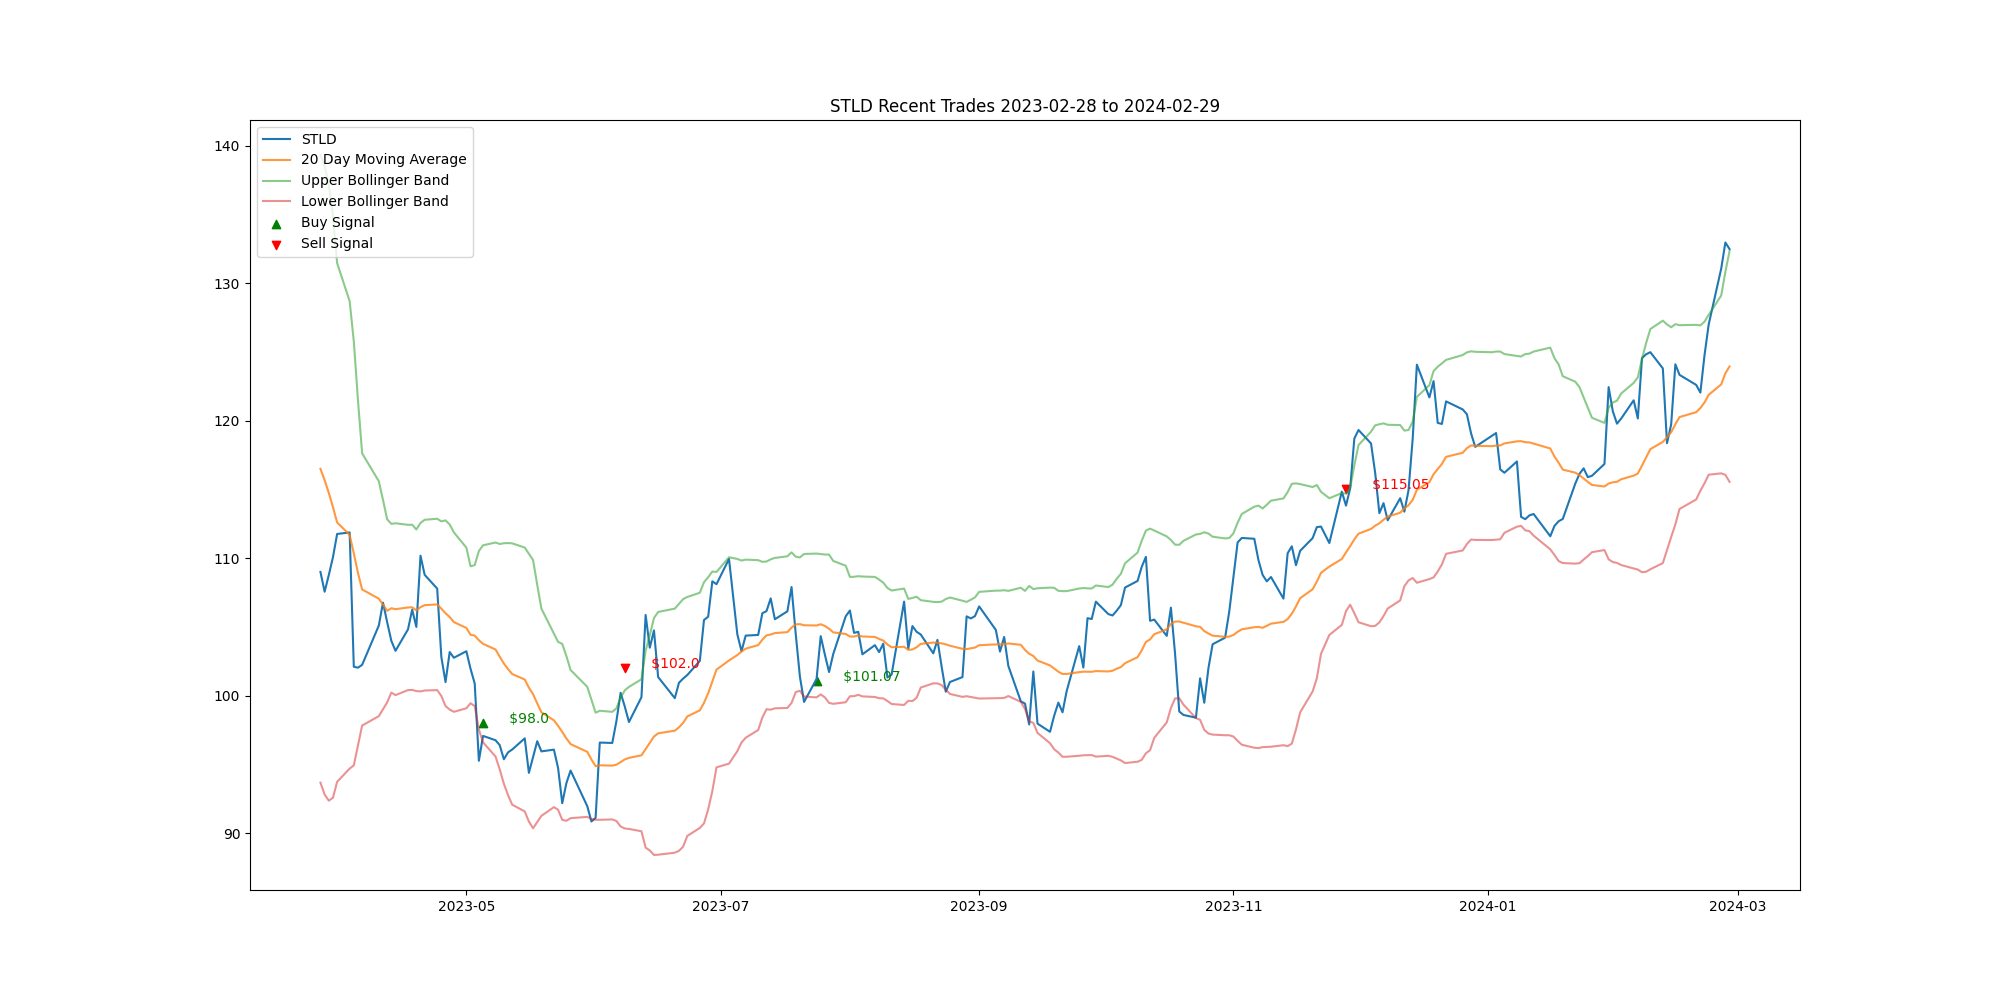 STLD Recent Trades 2023-02-28 to 2024-02-29
STLD
20 Day Moving Average
Upper Bollinger Band
Lower Bollinger Band
Buy Signal
Sell Signal
140
130
120
110
100
90
$98.0
$102.0
$101.07
$115.05
2023-05
2023-07
2023-09
2023-11
2024-01
2024-03